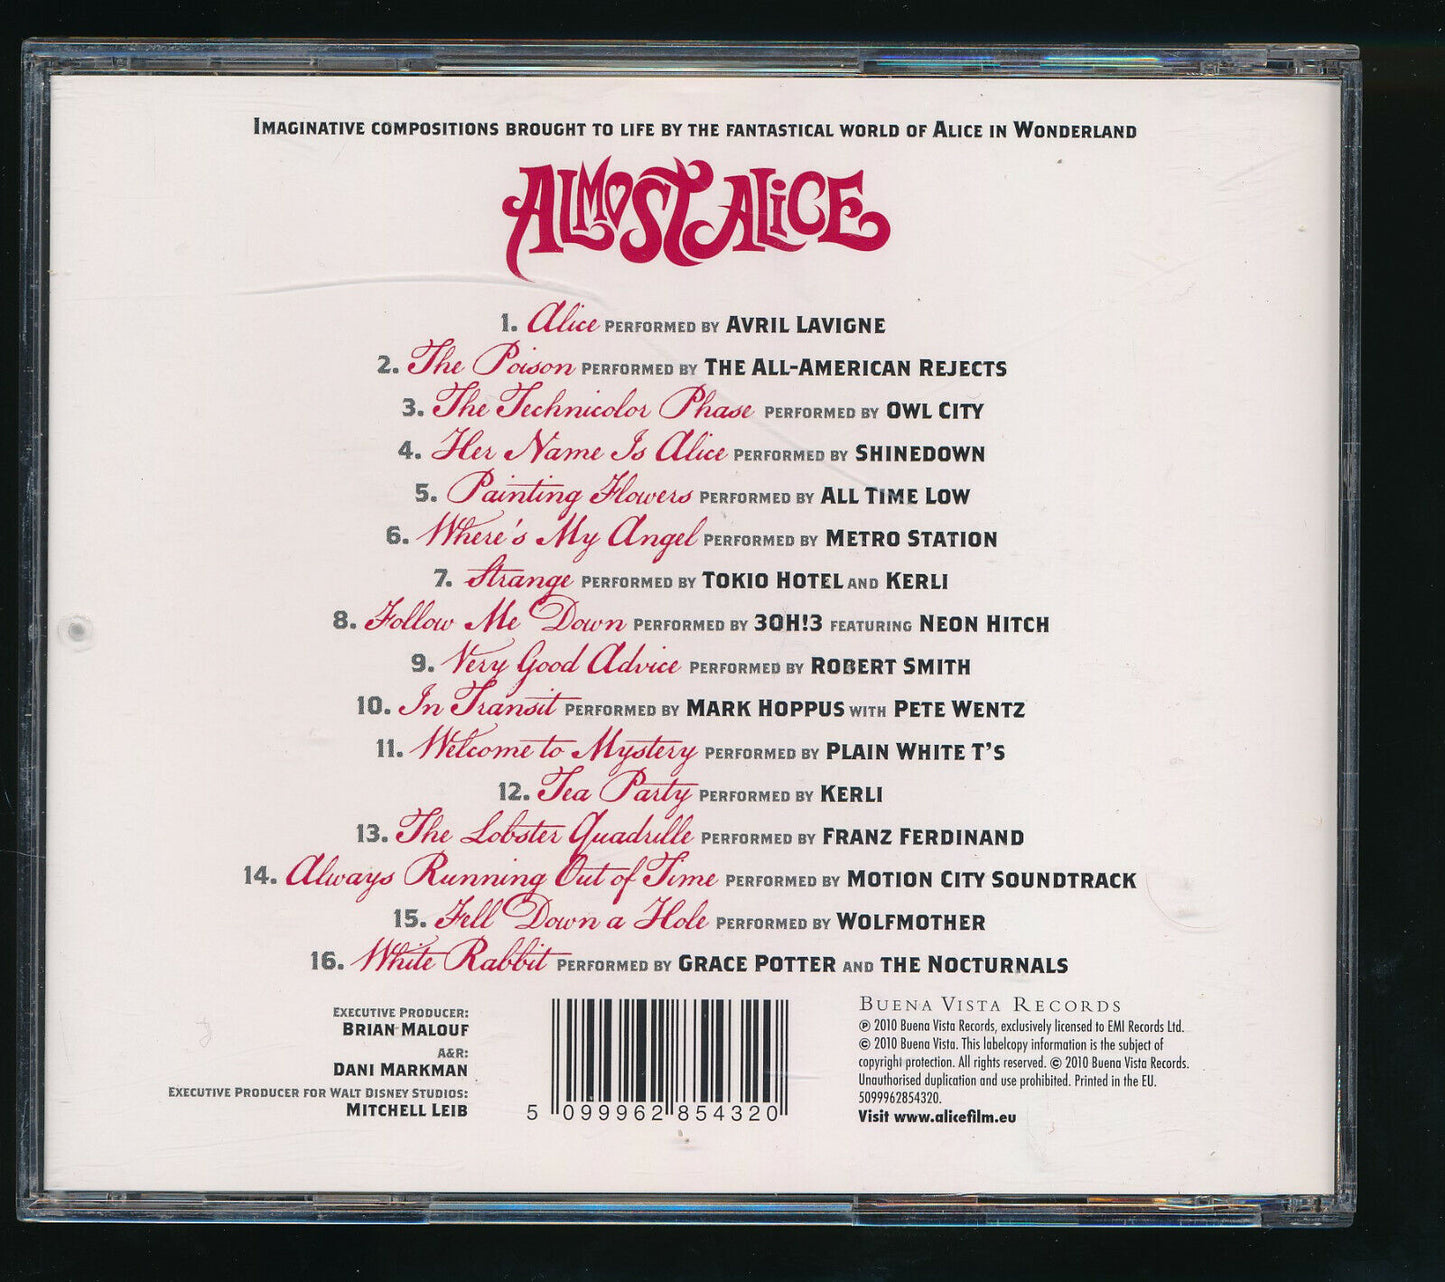 Imaginative compositions brought to life by the fantastical world of Alice in Wonderland
Almost Alice
1. Alice performed by Avril Lavigne
2. The Poison performed by The All-American Rejects
3. The Technicolor Phase performed by Owl City
4. Her Name Is Alice performed by Shinedown
5. Painting Flowers performed by All Time Low
6. Where's My Angel performed by Metro Station
7. Strange performed by Tokio Hotel and Kerli
8. Follow Me Down performed by 3OH!3 featuring Neon Hitch
9. Very Good Advice performed by Robert Smith
10. In Transit performed by Mark Hoppus with Pete Wentz
11. Welcome to Mystery performed by Plain White T's
12. Tea Party performed by Kerli
13. The Lobster Quadrille performed by Franz Ferdinand
14. Always Running Out of Time performed by Motion City Soundtrack
15. Fell Down a Hole performed by Wolfmother
16. White Rabbit performed by Grace Potter and the Nocturnals
Executive Producer:
Brian Malouf
A&R:
Dani Markman
Executive Producer for Walt Disney Studios:
Mitchell Leib
5 099962 854320
Buena Vista Records
℗ 2010 Buena Vista Records, exclusively licensed to EMI Records Ltd.
© 2010 Buena Vista. This labelcopy information is the subject of
copyright protection. All rights reserved. © 2010 Buena Vista Records.
Unauthorised duplication and use prohibited. Printed in the EU.
5099962854320.
Visit www.alicefilm.eu